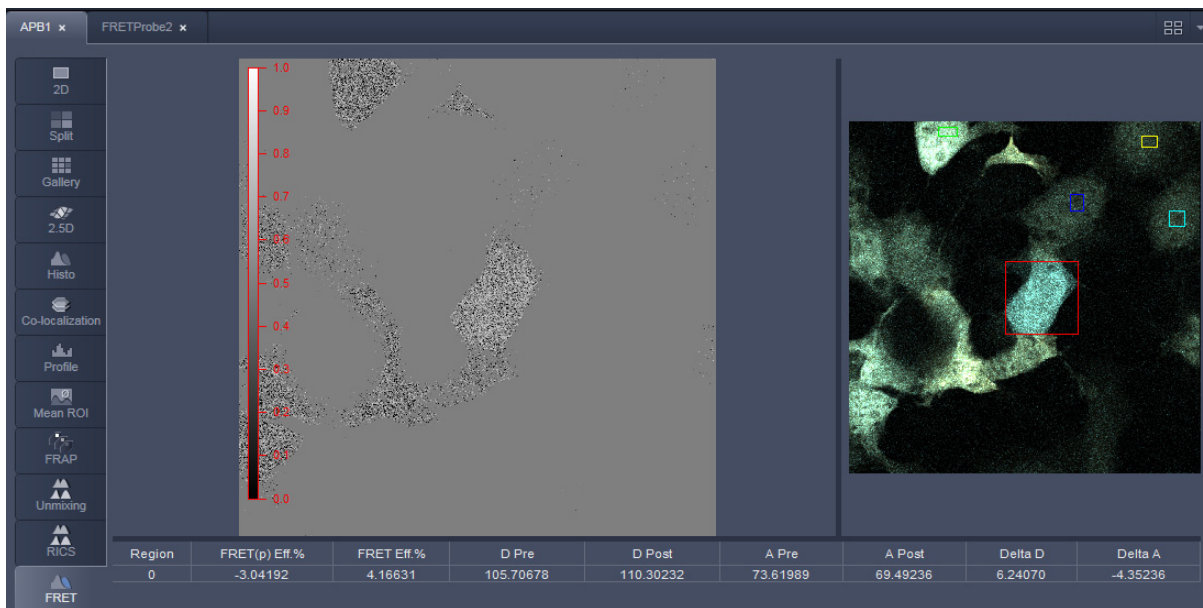 APB1 × FRETProbe2 ×
2D
Split
Gallery
2.5D
Histo
Co-localization
Profile
Mean ROI
FRAP
Unmixing
RICS
FRET
1.0
0.9
0.8
0.7
0.6
0.5
0.4
0.3
0.2
0.1
0.0
Region FRET(p) Eff.% FRET Eff.% D Pre D Post A Pre A Post Delta D Delta A
0 -3.04192 4.16631 105.70678 110.30232 73.61989 69.49236 6.24070 -4.35236